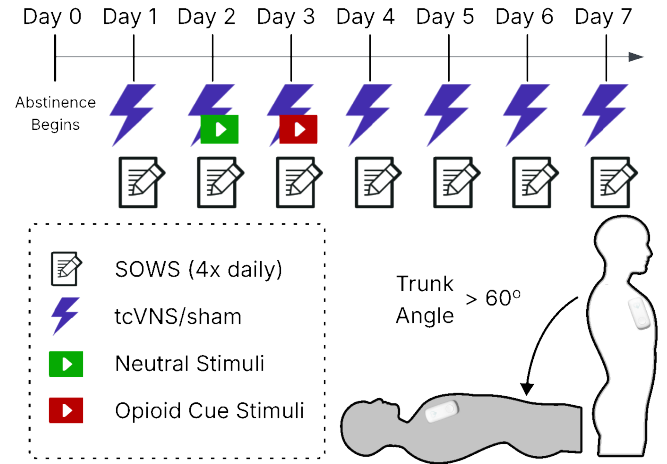 Day 0 Day 1 Day 2 Day 3 Day 4 Day 5 Day 6 Day 7
Abstinence
Begins
SOWS (4x daily)
tcVNS/sham
Neutral Stimuli
Opioid Cue Stimuli
Trunk
Angle
> 60º